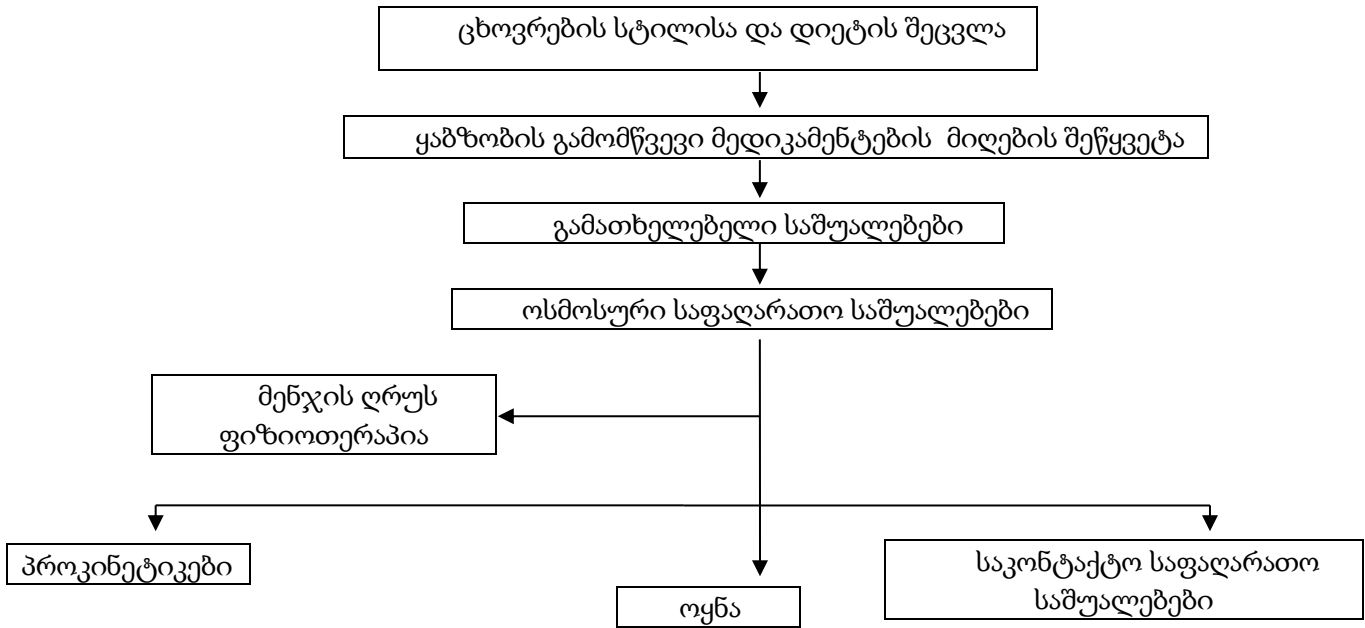 ცხოვრების სტილისა და დიეტის შეცვლა
ყაბზობის გამომწვევი მედიკამენტების მიღების შეწყვეტა
გამათხელებელი საშუალებები
ოსმოსური საფაღარათო საშუალებები
მენჯის ღრუს
ფიზიოთერაპია
პროკინეტიკები
ოყნა
საკონტაქტო საფაღარათო
საშუალებები